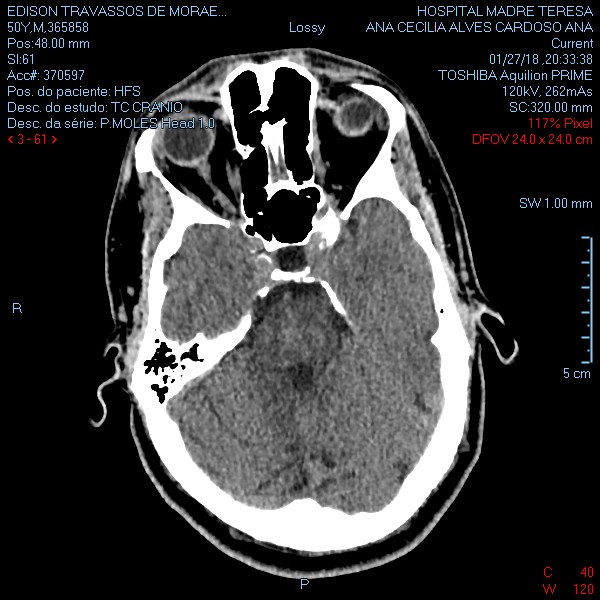 EDISON TRAVASSOS DE MORAE...
50Y,M,365858
Pos:48.00 mm
SI:61
Acc#: 370597
Pos. do paciente: HFS
Desc. do estudo: TC CRANIO
Desc. da série: P.MOLES Head 1.0
< 3 - 61 >
Lossy
HOSPITAL MADRE TERESA
ANA CECILIA ALVES CARDOSO ANA
Current
01/27/18 ,20:33:38
TOSHIBA Aquilion PRIME
120kV, 262mAs
SC:320.00 mm
117% Pixel
DFOV 24.0 x 24.0 cm
SW 1.00 mm
R
5 cm
P
C 40
W 120